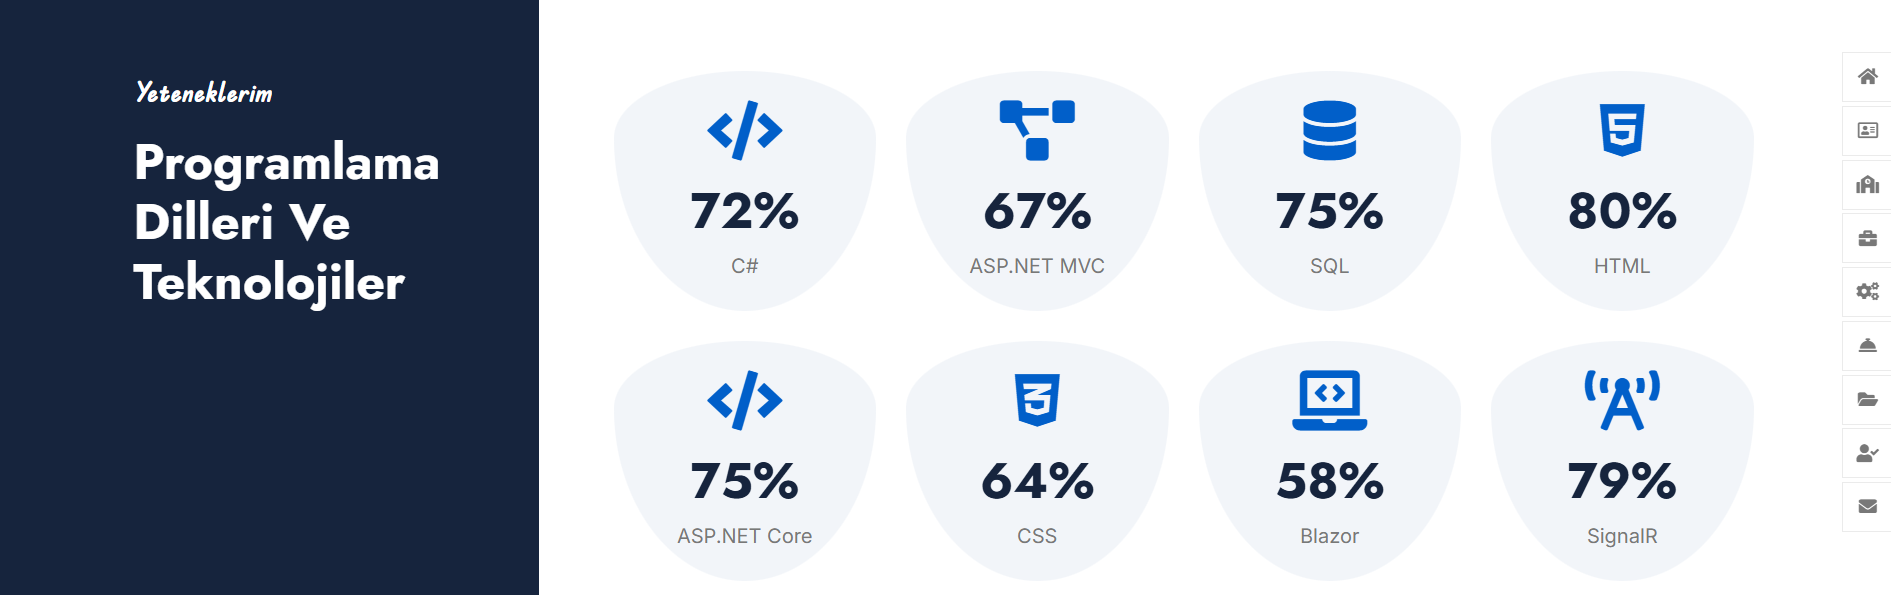 Yeteneklerim
Programlama
Dilleri Ve
Teknolojiler
72%
C#
67%
ASP.NET MVC
75%
SQL
80%
HTML
75%
ASP.NET Core
64%
CSS
58%
Blazor
79%
SignalR